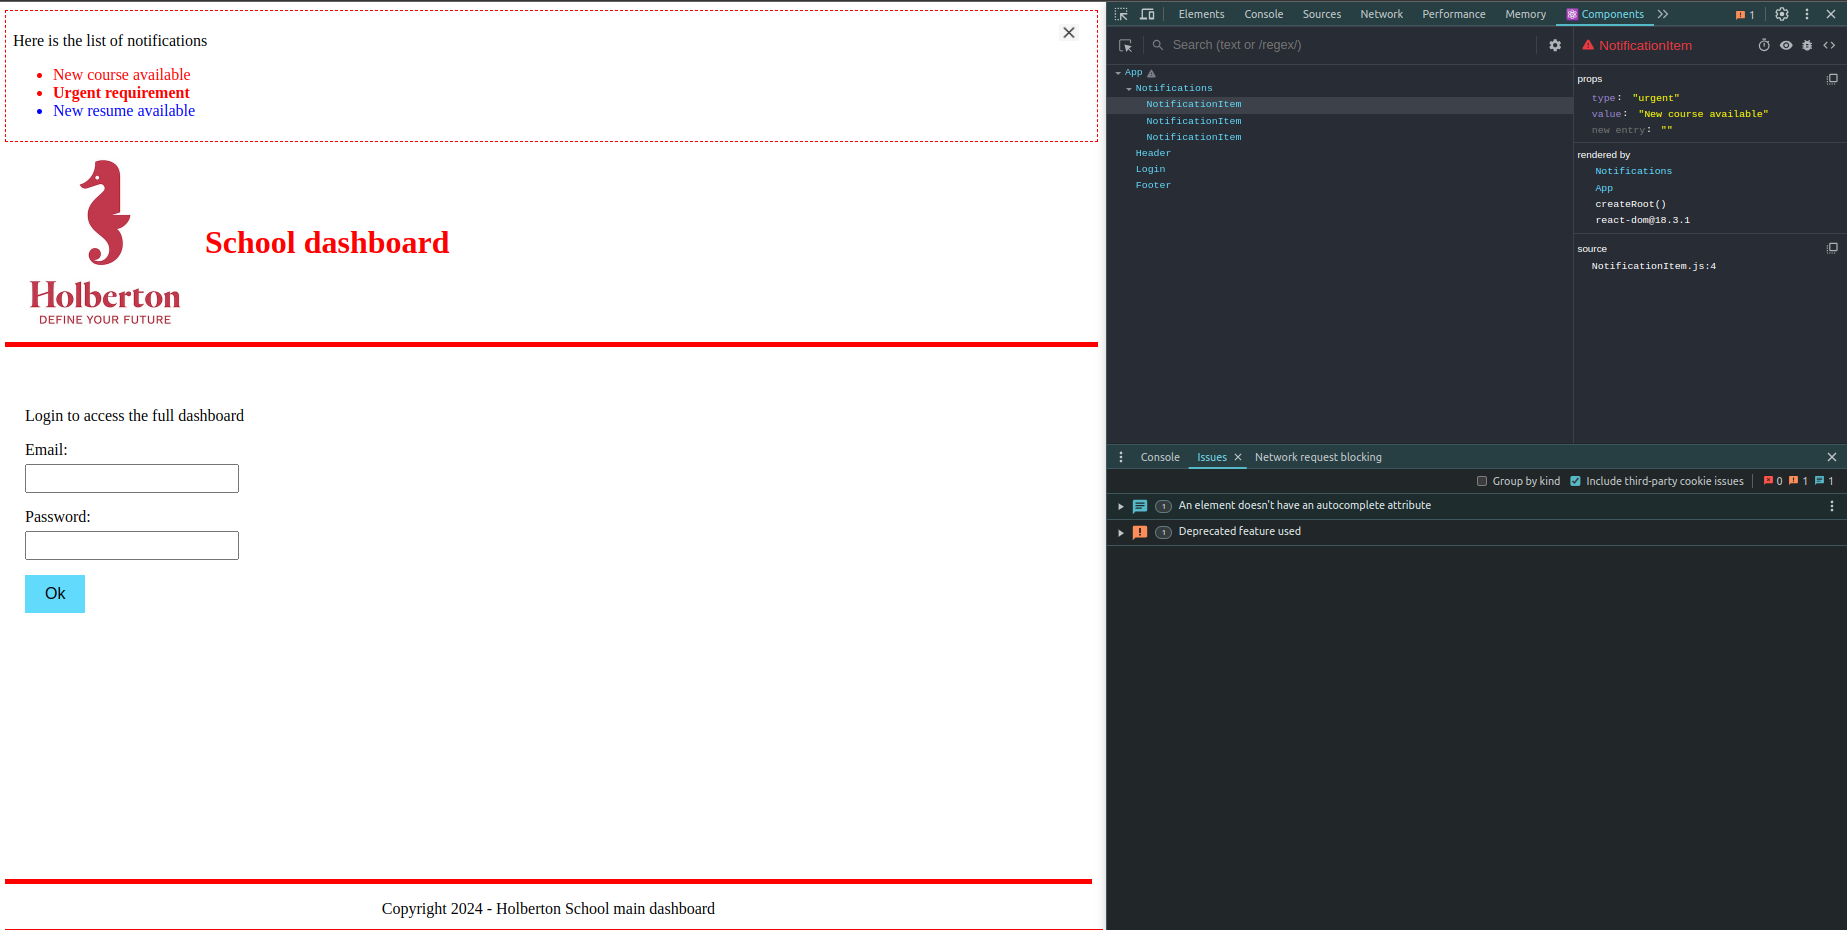 Here is the list of notifications
New course available
Urgent requirement
New resume available
Holberton
DEFINE YOUR FUTURE
School dashboard
Login to access the full dashboard
Email:
Password:
Ok
Copyright 2024 - Holberton School main dashboard
Elements Console Sources Network Performance Memory Components 1
Search (text or /regex/)
App
Notifications
NotificationItem
NotificationItem
NotificationItem
Header
Login
Footer
NotificationItem
props
type: "urgent"
value: "New course available"
new entry: ""
rendered by
Notifications
App
createRoot()
react-dom@18.3.1
source
NotificationItem.js:4
Console Issues Network request blocking
Group by kind Include third-party cookie issues 0 1 1
1 An element doesn't have an autocomplete attribute
1 Deprecated feature used